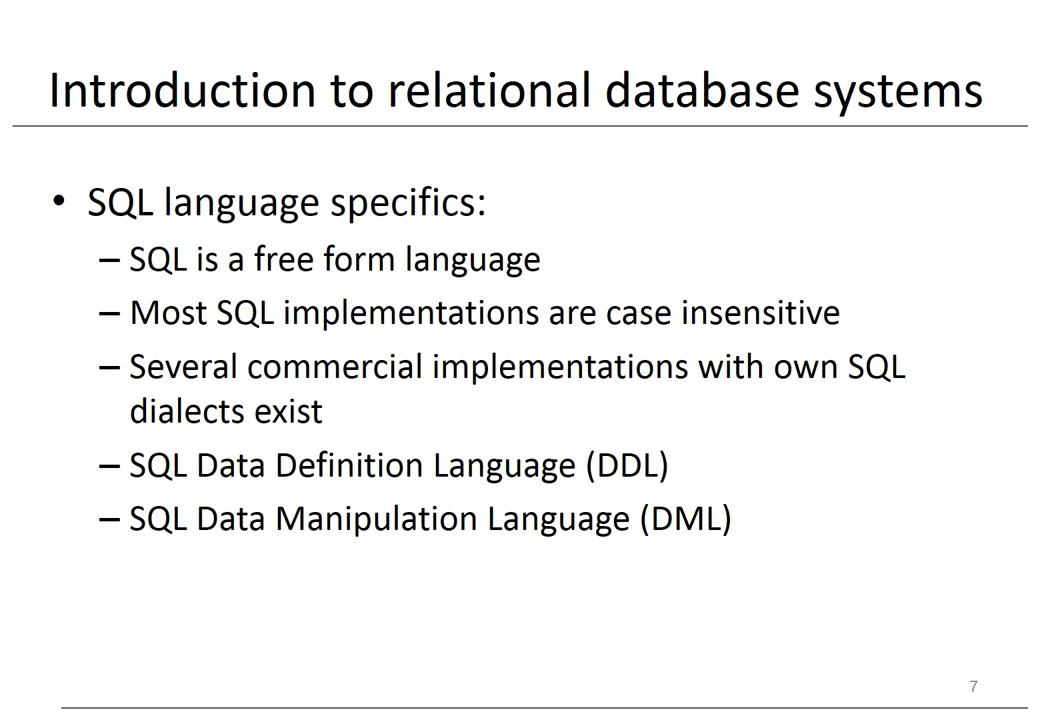 Introduction to relational database systems
• SQL language specifics:
– SQL is a free form language
– Most SQL implementations are case insensitive
– Several commercial implementations with own SQL
dialects exist
– SQL Data Definition Language (DDL)
– SQL Data Manipulation Language (DML)
7